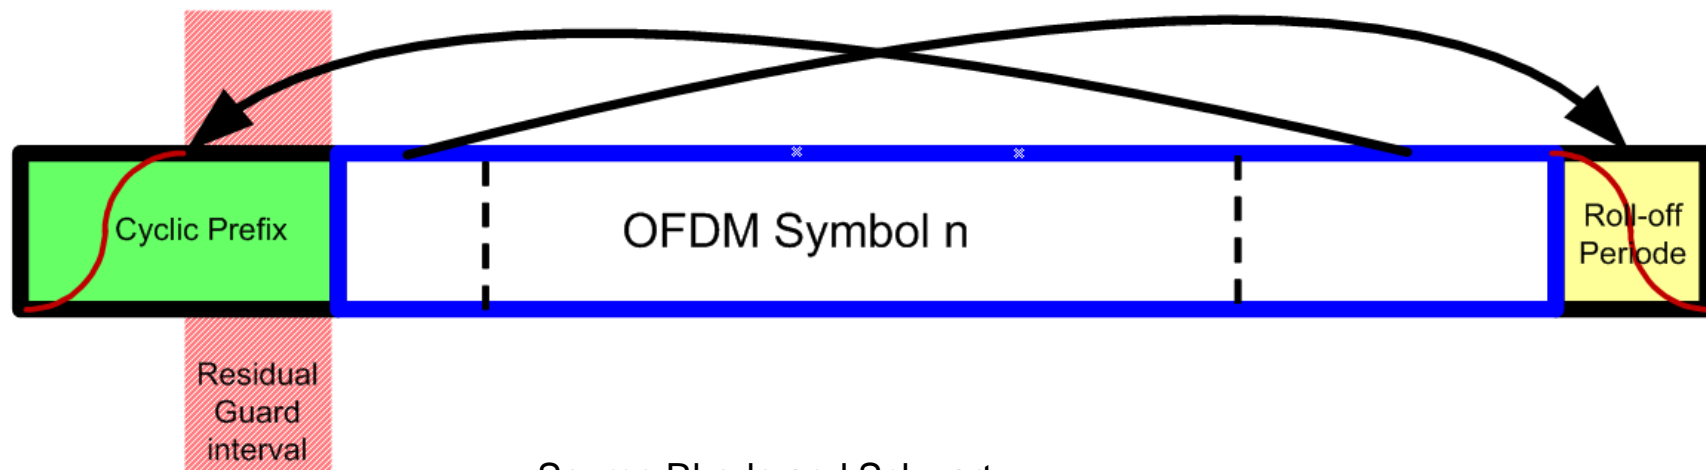 Cyclic Prefix
OFDM Symbol n
Roll-off
Periode
Residual
Guard
interval